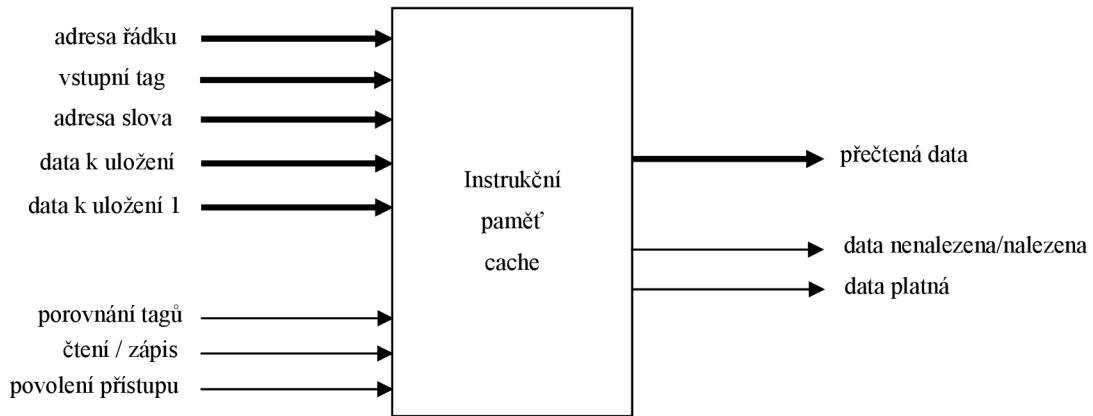 adresa řádku
vstupní tag
adresa slova
data k uložení
data k uložení 1
porovnání tagů
čtení / zápis
povolení přístupu
Instrukční
paměť
cache
přečtená data
data nenalezena/nalezena
data platná